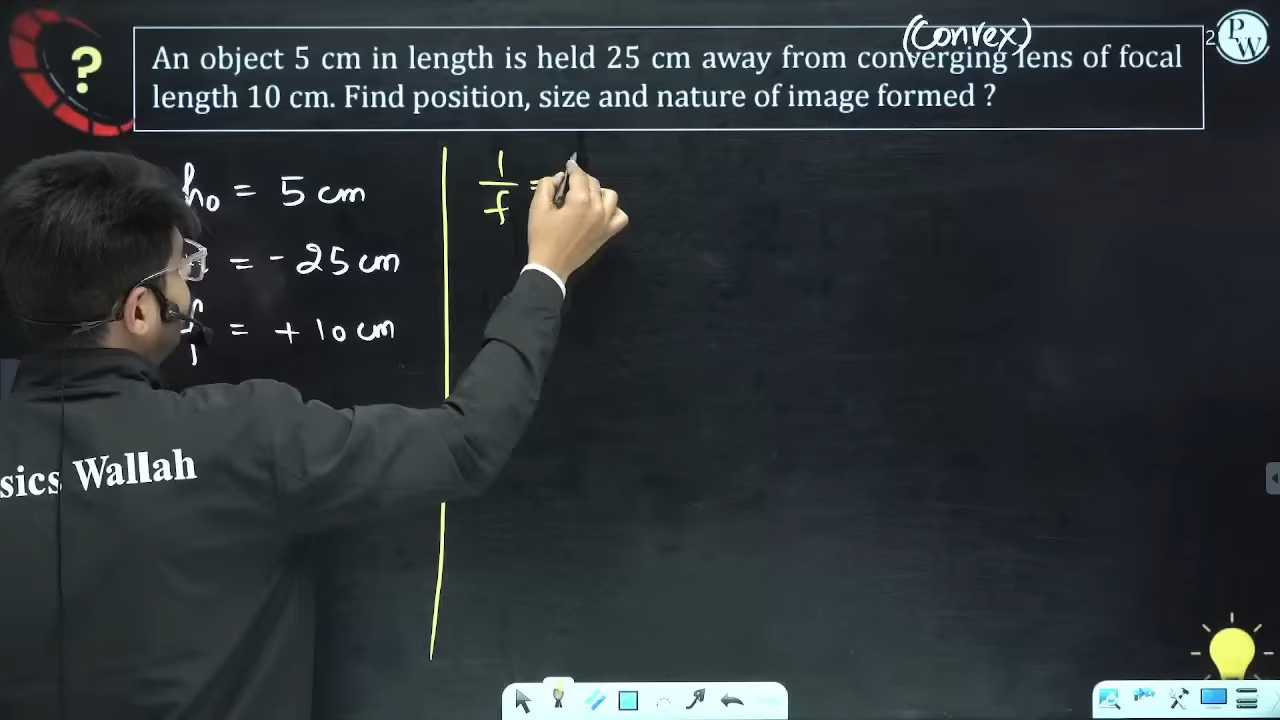 (Convex)
An object 5 cm in length is held 25 cm away from converging lens of focal
length 10 cm. Find position, size and nature of image formed ?
?
2
PW
h₀ = 5 cm
= - 25 cm
f = + 10 cm
1/f =
sics Wallah